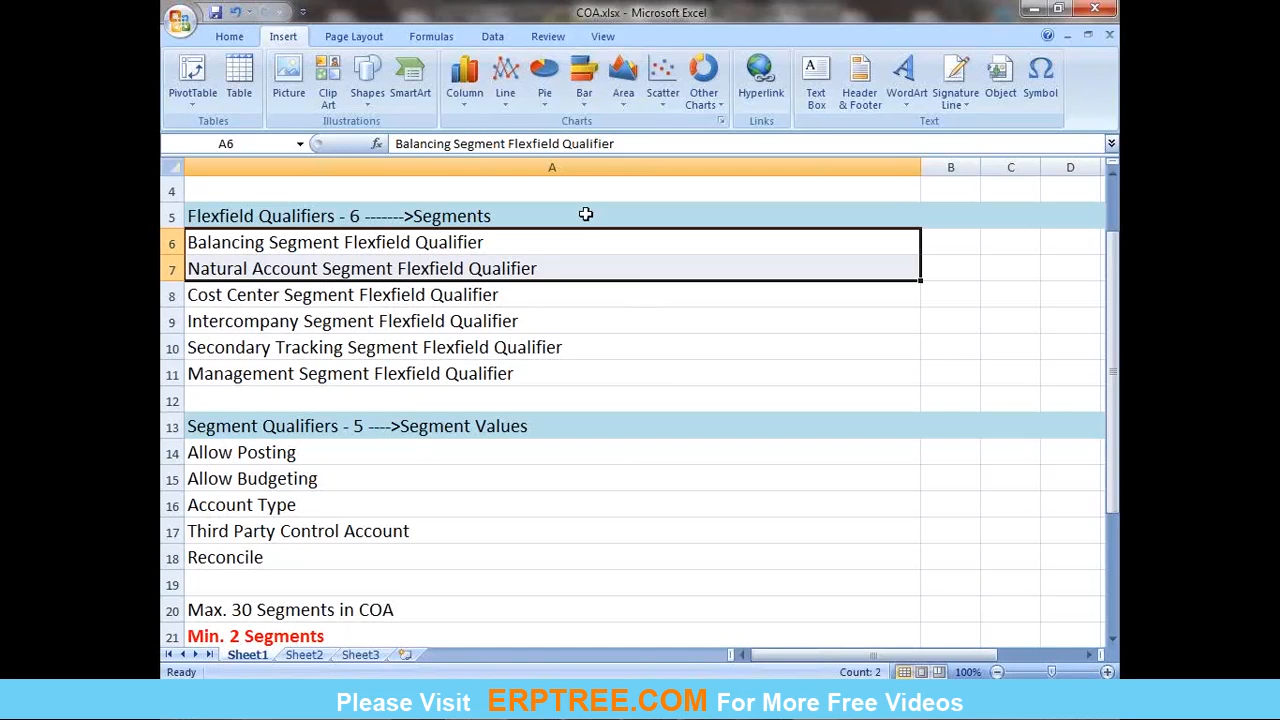 COA.xlsx - Microsoft Excel
Home Insert Page Layout Formulas Data Review View
PivotTable Table Picture Clip Art Shapes SmartArt Column Line Pie Bar Area Scatter Other Charts Hyperlink Text Box Header & Footer WordArt Signature Line Object Symbol
Tables Illustrations Charts Links Text
A6 fx Balancing Segment Flexfield Qualifier
A B C D
4
5 Flexfield Qualifiers - 6 ------->Segments
6 Balancing Segment Flexfield Qualifier
7 Natural Account Segment Flexfield Qualifier
8 Cost Center Segment Flexfield Qualifier
9 Intercompany Segment Flexfield Qualifier
10 Secondary Tracking Segment Flexfield Qualifier
11 Management Segment Flexfield Qualifier
12
13 Segment Qualifiers - 5 ---->Segment Values
14 Allow Posting
15 Allow Budgeting
16 Account Type
17 Third Party Control Account
18 Reconcile
19
20 Max. 30 Segments in COA
21 Min. 2 Segments
Sheet1 Sheet2 Sheet3
Ready Count: 2 100%
Please Visit ERPTREE.COM For More Free Videos